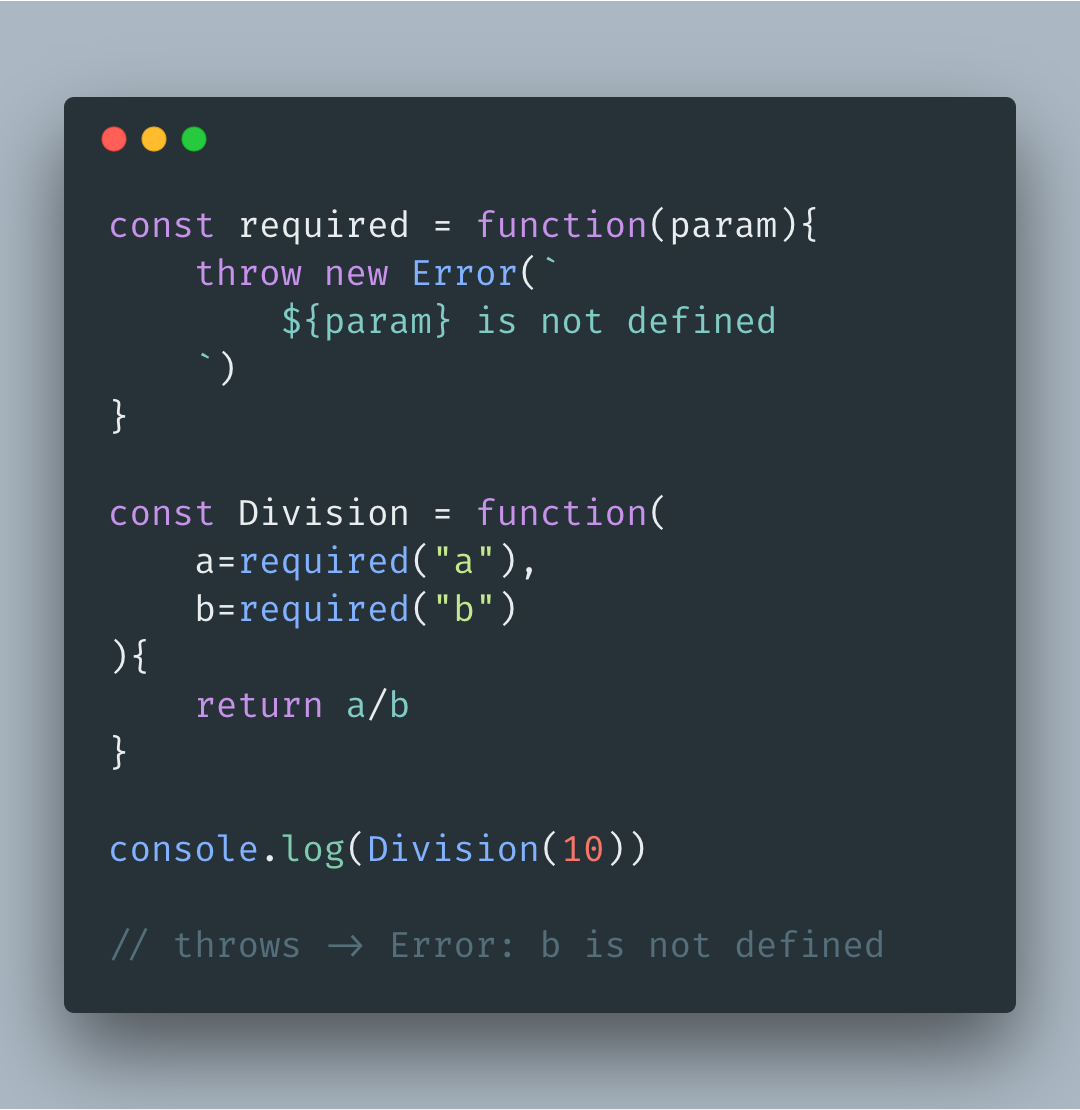 const required = function(param){
    throw new Error(`
        ${param} is not defined
    `)
}

const Division = function(
    a=required("a"),
    b=required("b")
){
    return a/b
}

console.log(Division(10))

// throws -> Error: b is not defined